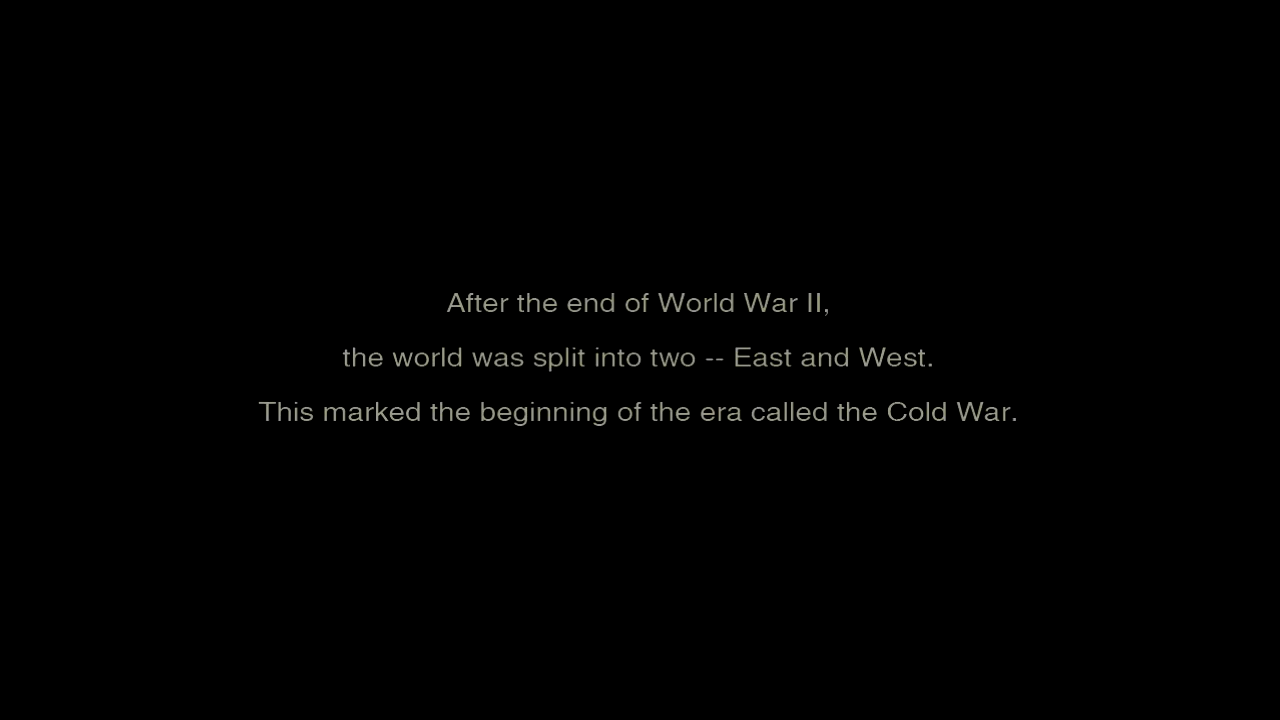 After the end of World War II,
the world was split into two -- East and West.
This marked the beginning of the era called the Cold War.